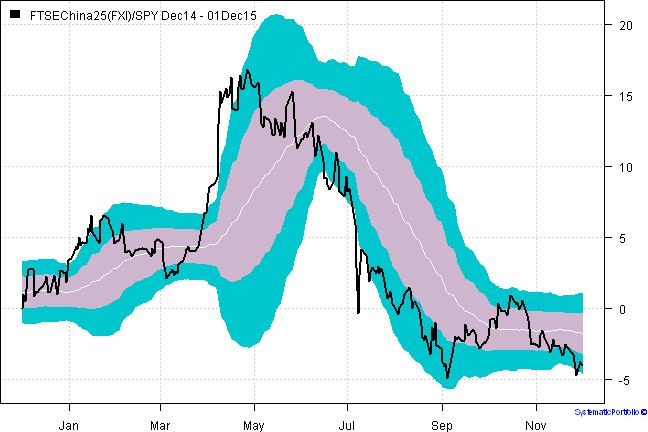 FTSEChina25(FXI)/SPY Dec14 - 01Dec15
20
15
10
5
0
-5
Jan Mar May Jul Sep Nov
SystematicPortfolio ©